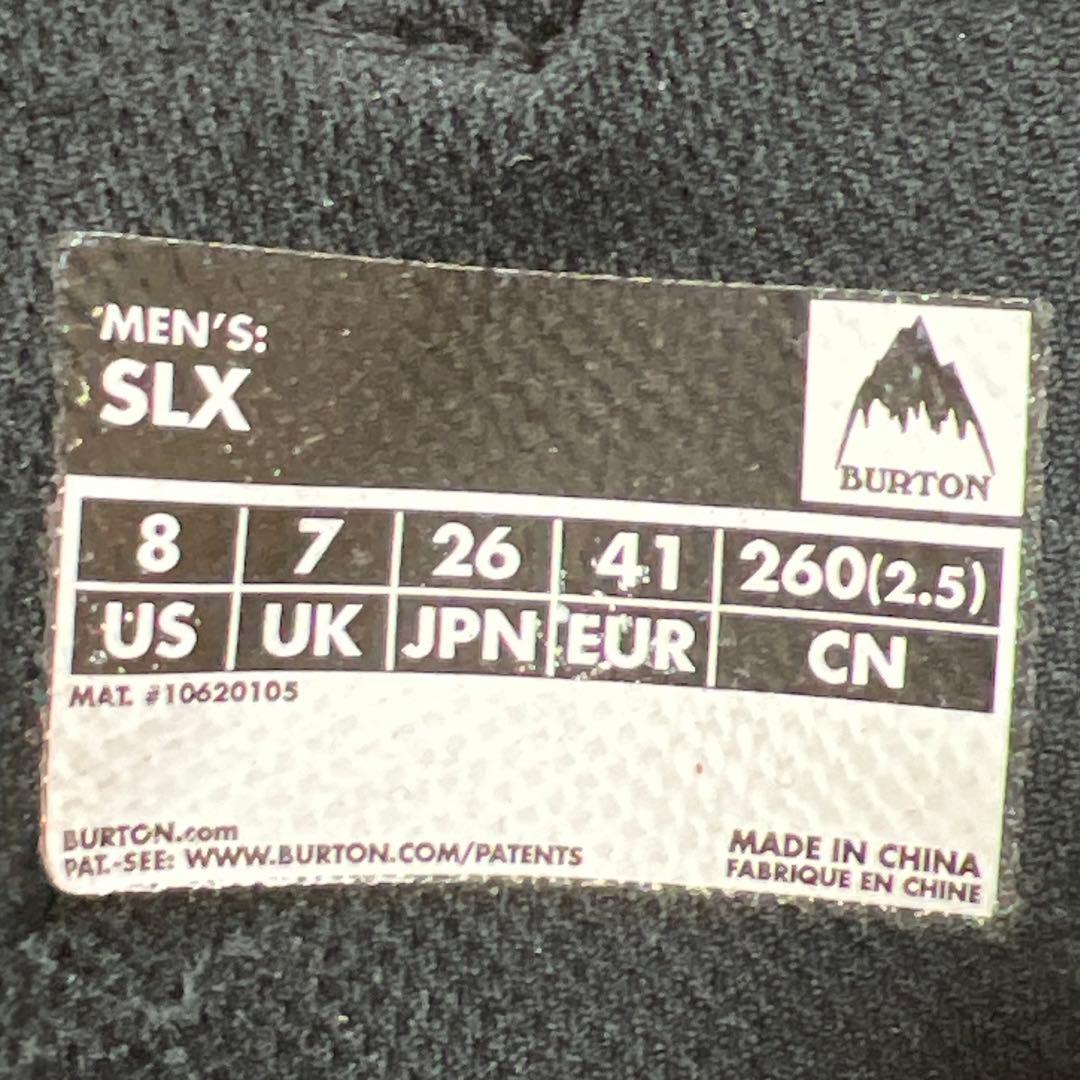 MEN'S:
SLX
BURTON
8 7 26 41 260(2.5)
US UK JPN EUR CN
MAT. #10620105
BURTON.com
PAT.-SEE: WWW.BURTON.COM/PATENTS
MADE IN CHINA
FABRIQUE EN CHINE